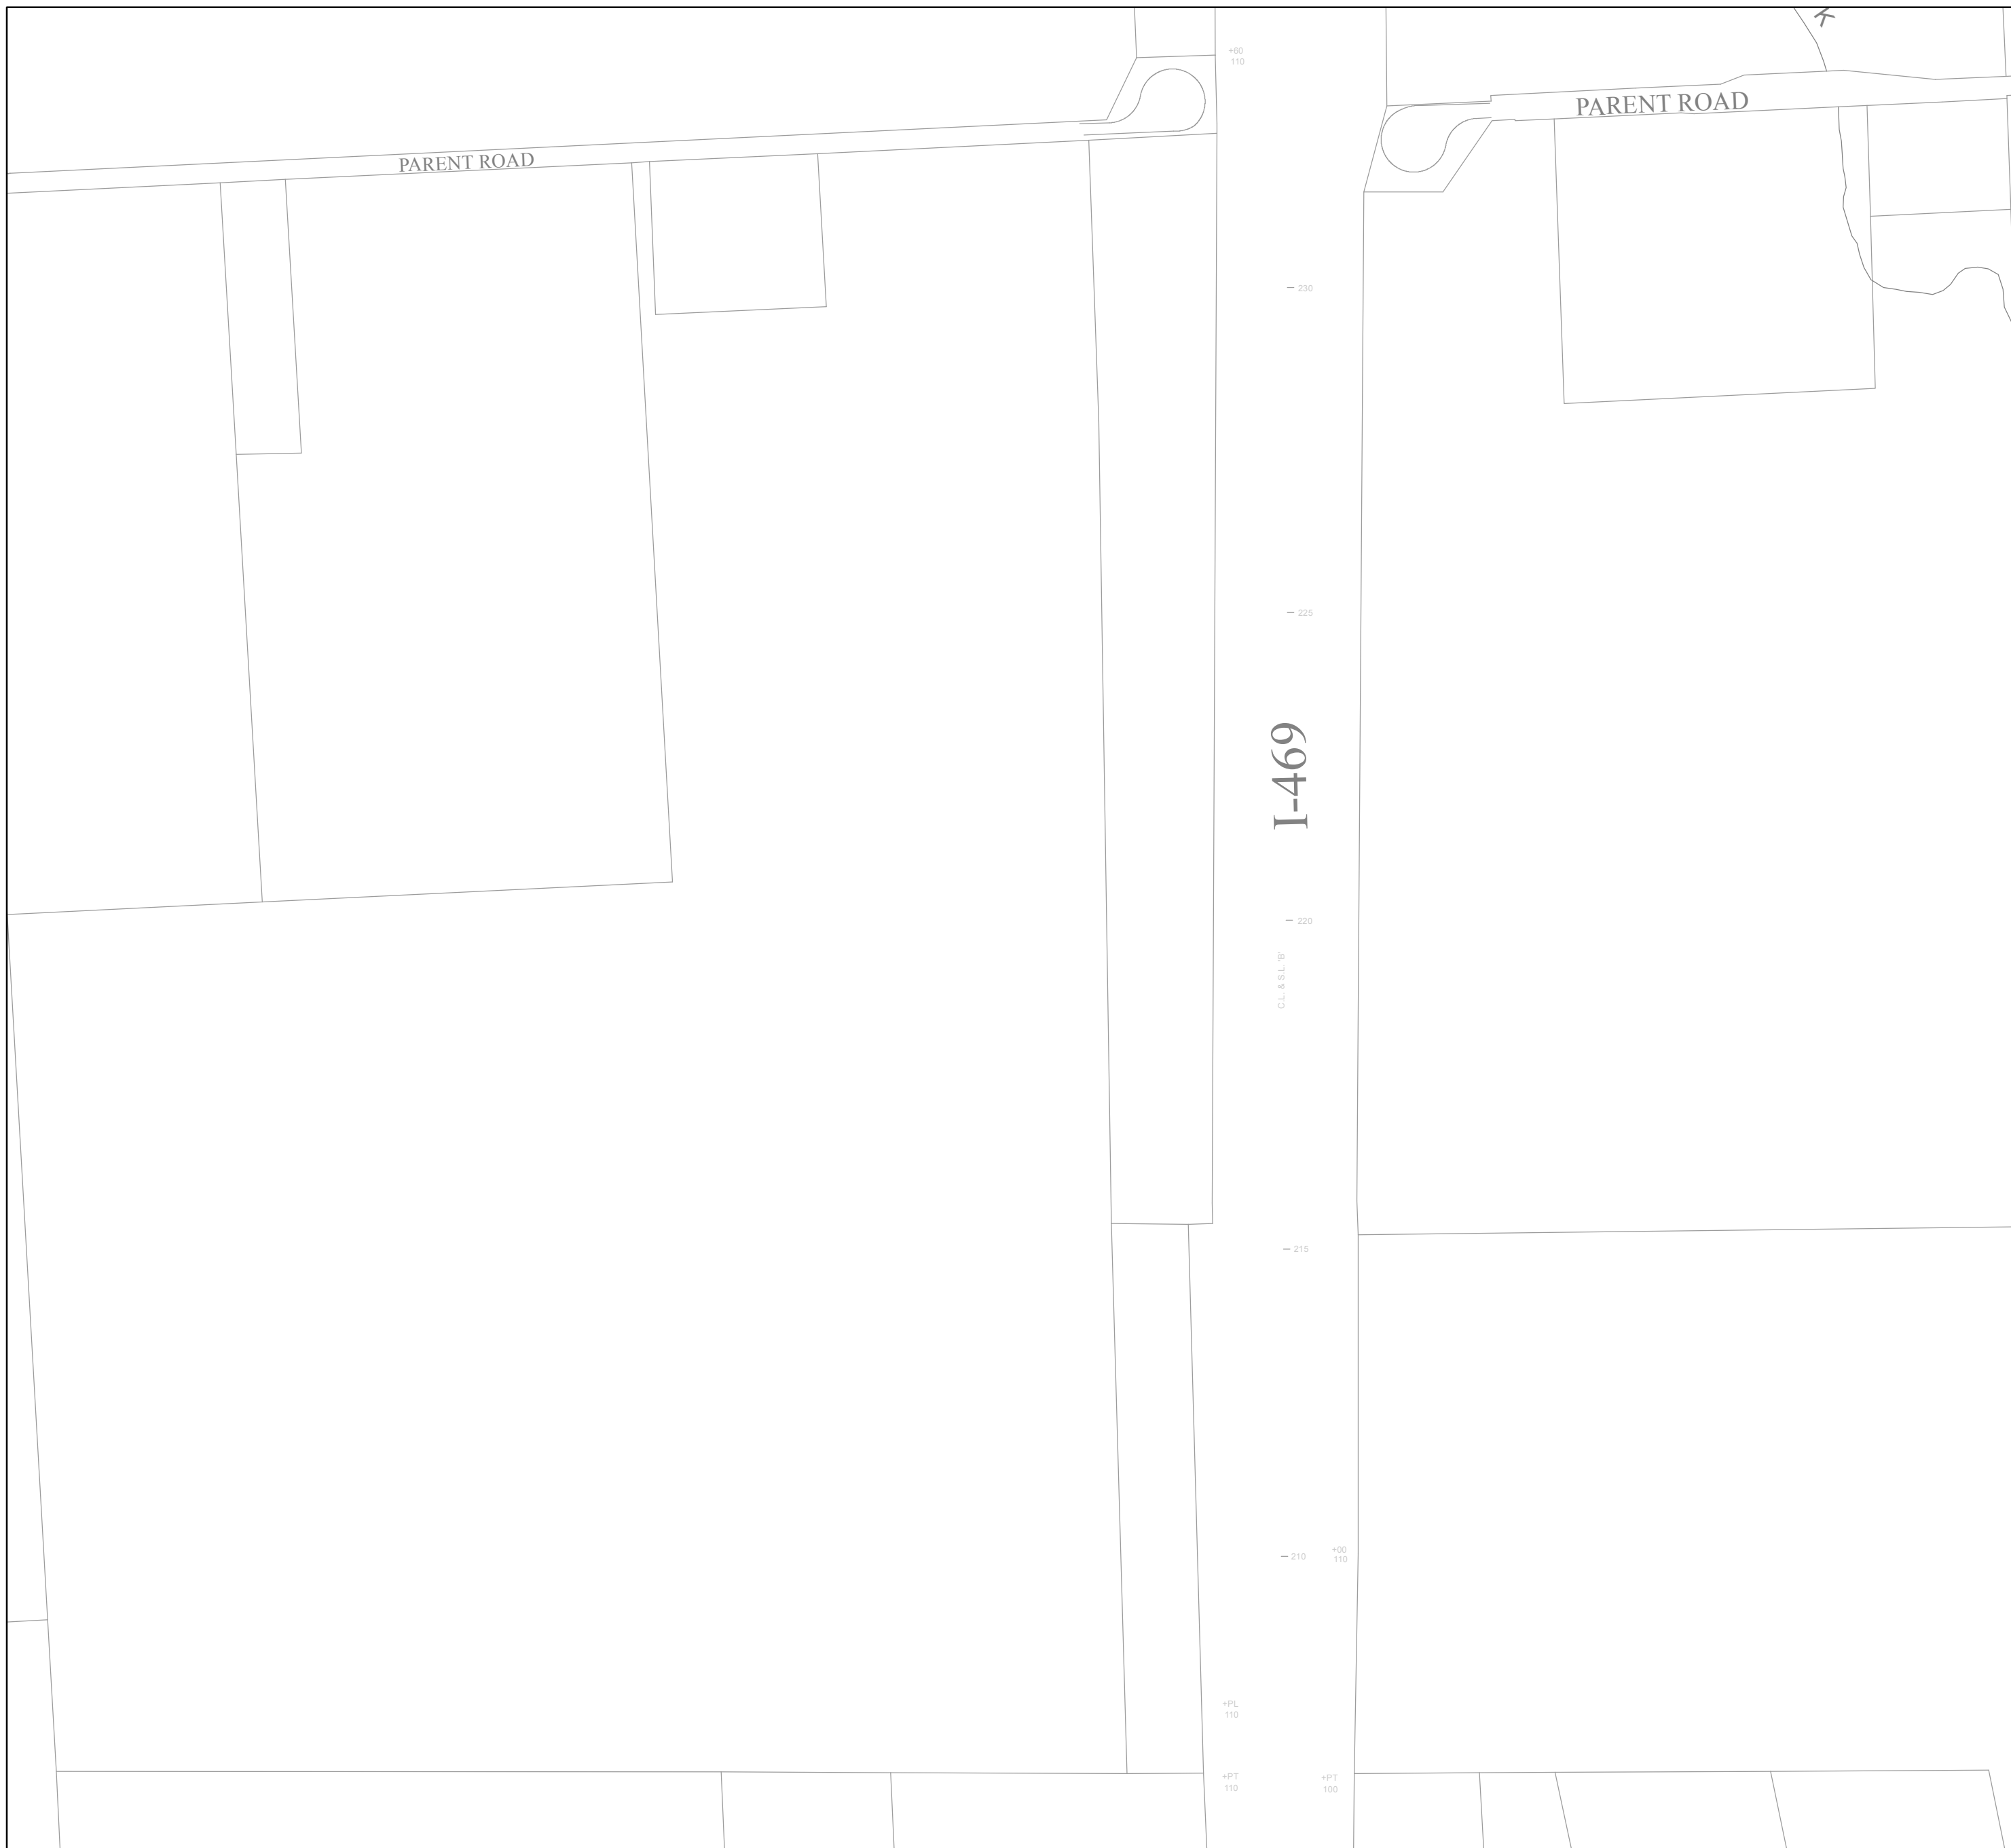 K
+60
110
PARENT ROAD
PARENT ROAD
230
225
I-469
220
C.L. & S.L. 'B'
215
210
+00
110
+PL
110
+PT
110
+PT
100